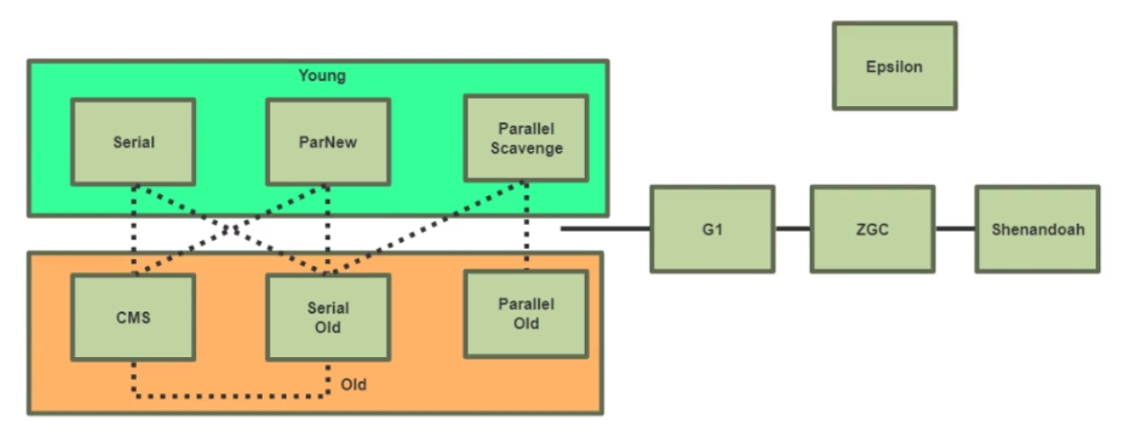 Epsilon
Young
Serial
ParNew
Parallel
Scavenge
G1
ZGC
Shenandoah
CMS
Serial
Old
Parallel
Old
Old